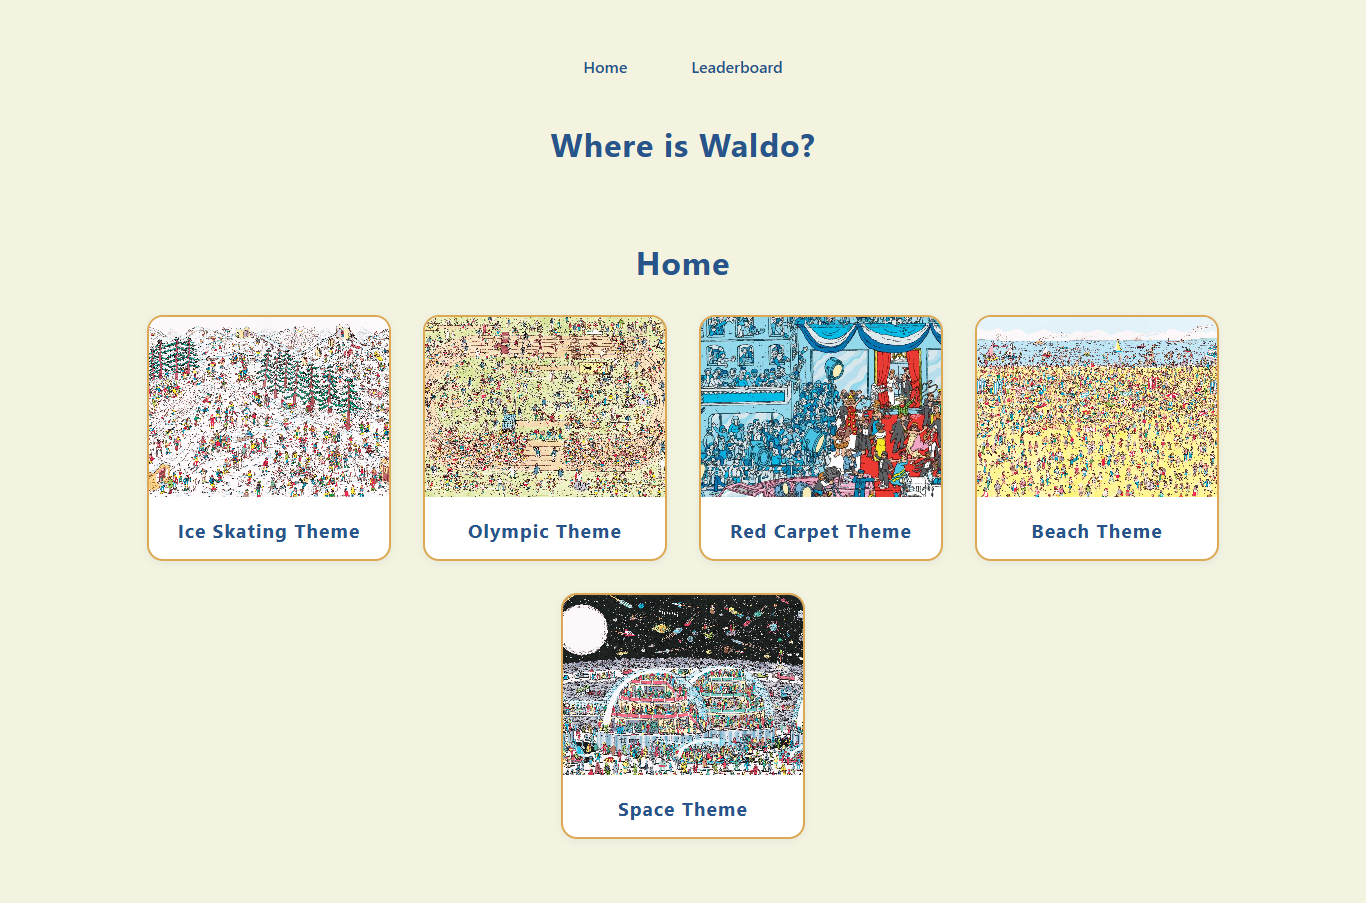 Home
Leaderboard
Where is Waldo?
Home
Ice Skating Theme
Olympic Theme
Red Carpet Theme
Beach Theme
Space Theme